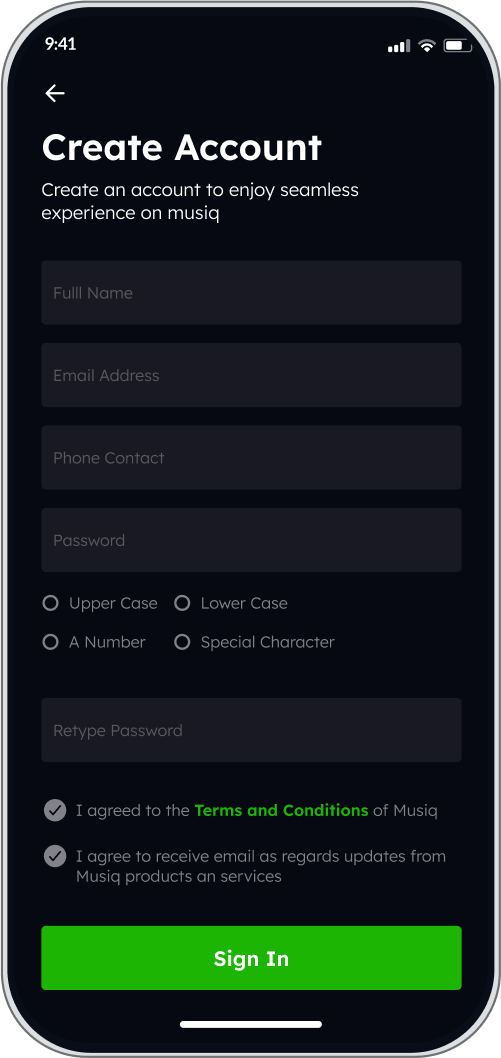 9:41
Create Account
Create an account to enjoy seamless
experience on musiq
Fulll Name
Email Address
Phone Contact
Password
Upper Case Lower Case
A Number Special Character
Retype Password
I agreed to the Terms and Conditions of Musiq
I agree to receive email as regards updates from
Musiq products an services
Sign In